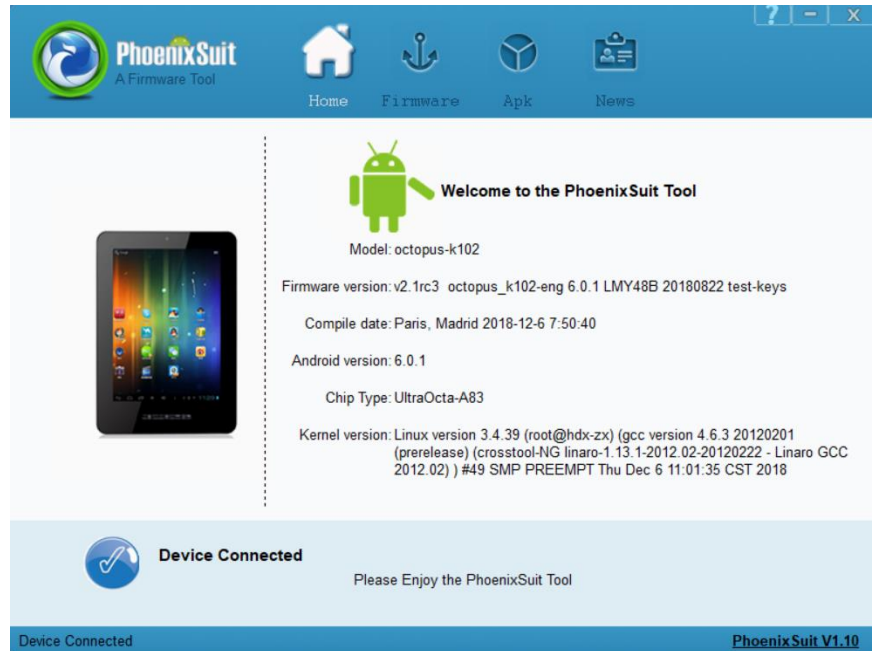 ? – x
PhoenixSuit
A Firmware Tool
Home Firmware Apk News
Welcome to the PhoenixSuit Tool
Model: octopus-k102
Firmware version: v2.1rc3 octopus_k102-eng 6.0.1 LMY48B 20180822 test-keys
Compile date: Paris, Madrid 2018-12-6 7:50:40
Android version: 6.0.1
Chip Type: UltraOcta-A83
Kernel version: Linux version 3.4.39 (root@hdx-zx) (gcc version 4.6.3 20120201
(prerelease) (crosstool-NG linaro-1.13.1-2012.02-20120222 - Linaro GCC
2012.02) ) #49 SMP PREEMPT Thu Dec 6 11:01:35 CST 2018
Device Connected
Please Enjoy the PhoenixSuit Tool
Device Connected PhoenixSuit V1.10